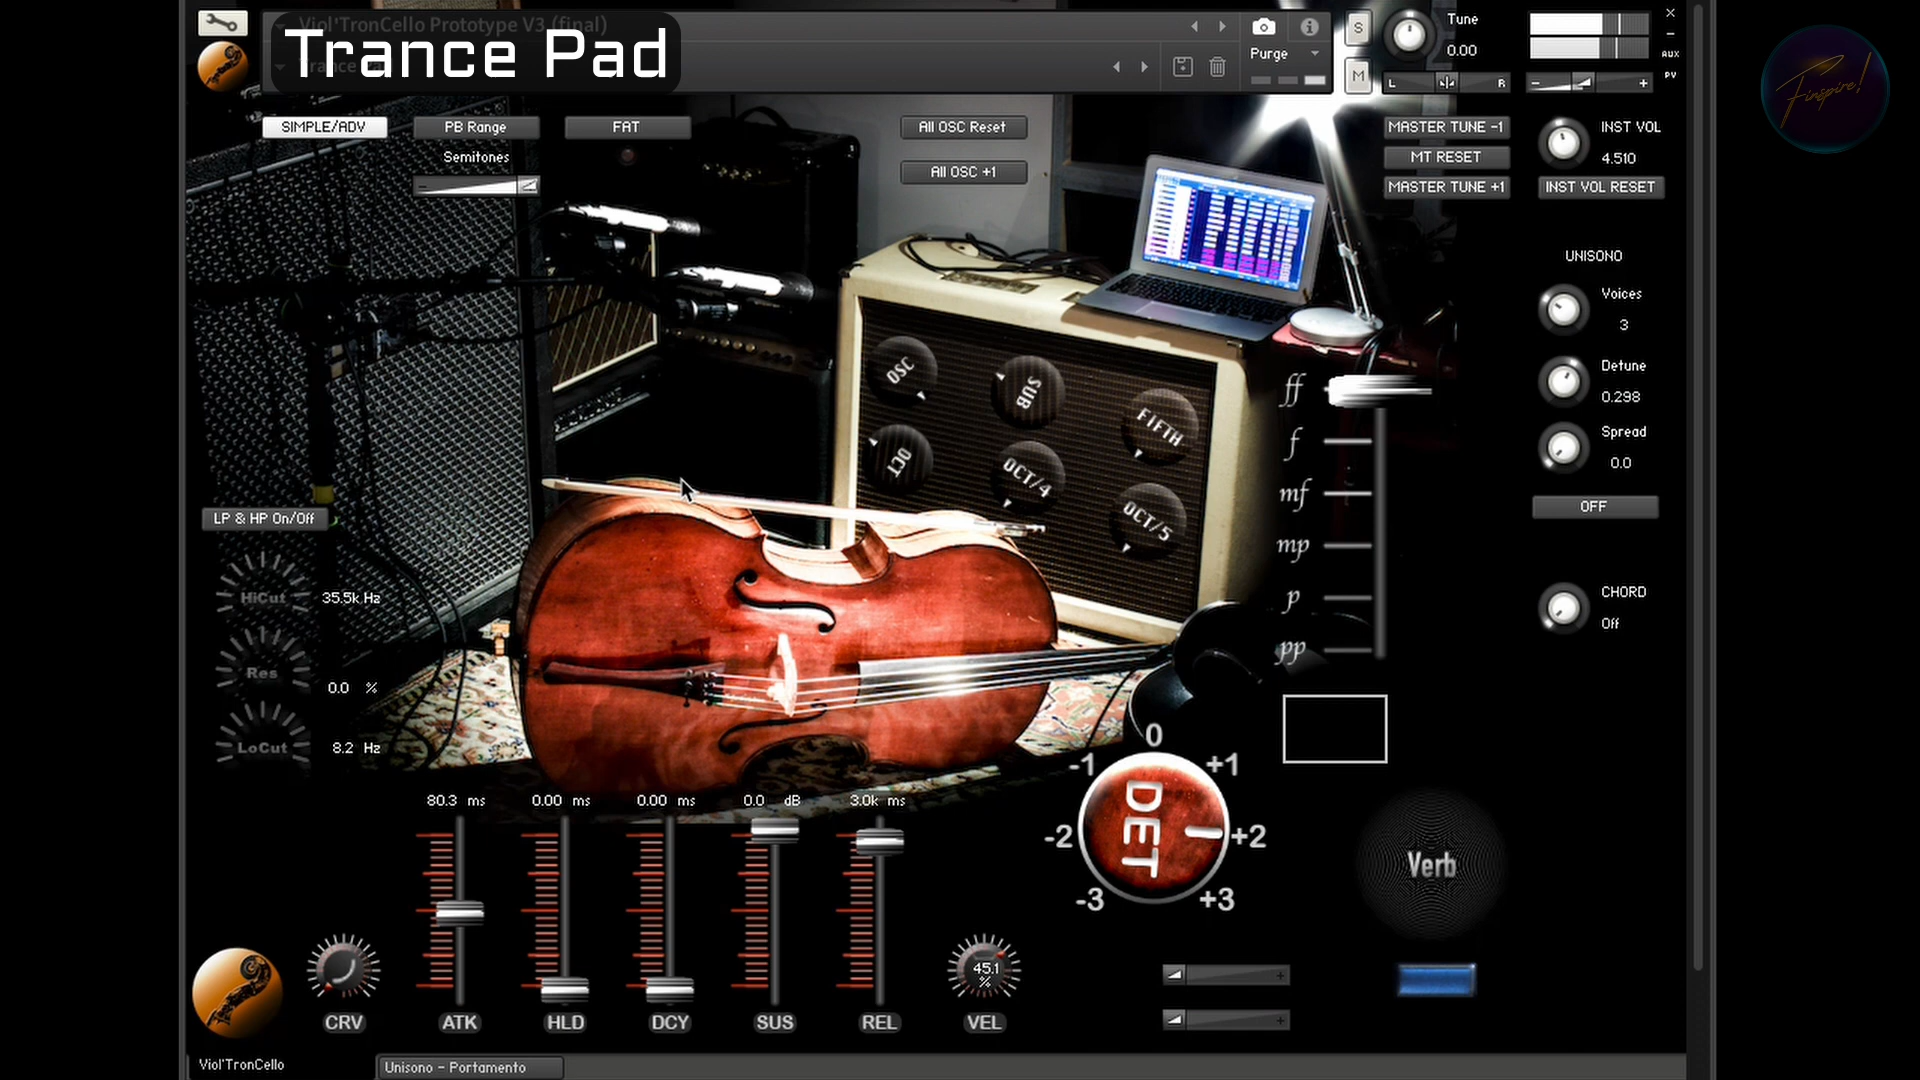 Viol'TronCello Prototype V3 (final)
Trance Pad
Purge
S
M
Tune
0.00
L
R
AUX
PV
Finspire!
SIMPLE/ADV
PB Range
FAT
Semitones
All OSC Reset
All OSC +1
MASTER TUNE -1
MT RESET
MASTER TUNE +1
INST VOL
4.510
INST VOL RESET
UNISONO
Voices
3
Detune
0.298
Spread
0.0
OFF
CHORD
Off
OSC
SUB
FIFTH
OCT
OCT/4
OCT/5
ff
f
mf
mp
p
pp
LP & HP On/Off
HiCut
35.5k Hz
Res
0.0 %
LoCut
8.2 Hz
80.3 ms
0.00 ms
0.00 ms
0.0 dB
3.0k ms
0
-1
+1
-2
+2
-3
+3
DET
Verb
45.1
%
CRV
ATK
HLD
DCY
SUS
REL
VEL
Viol'TronCello
Unisono - Portamento